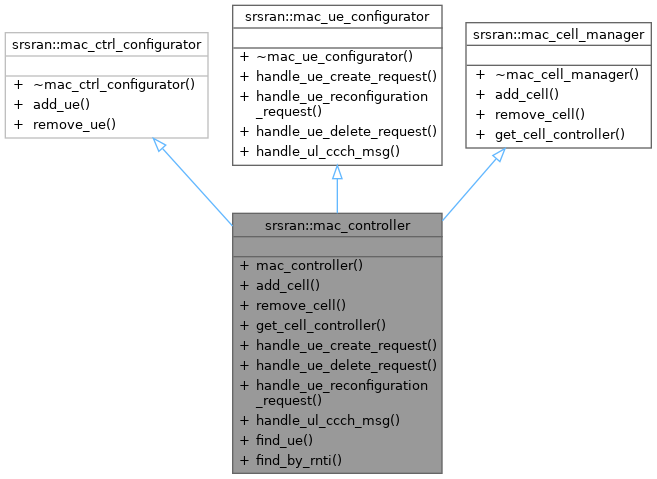 srsran::mac_ctrl_configurator
+ ~mac_ctrl_configurator()
+ add_ue()
+ remove_ue()
srsran::mac_ue_configurator
+ ~mac_ue_configurator()
+ handle_ue_create_request()
+ handle_ue_reconfiguration
_request()
+ handle_ue_delete_request()
+ handle_ul_ccch_msg()
srsran::mac_cell_manager
+ ~mac_cell_manager()
+ add_cell()
+ remove_cell()
+ get_cell_controller()
srsran::mac_controller
+ mac_controller()
+ add_cell()
+ remove_cell()
+ get_cell_controller()
+ handle_ue_create_request()
+ handle_ue_delete_request()
+ handle_ue_reconfiguration
_request()
+ handle_ul_ccch_msg()
+ find_ue()
+ find_by_rnti()